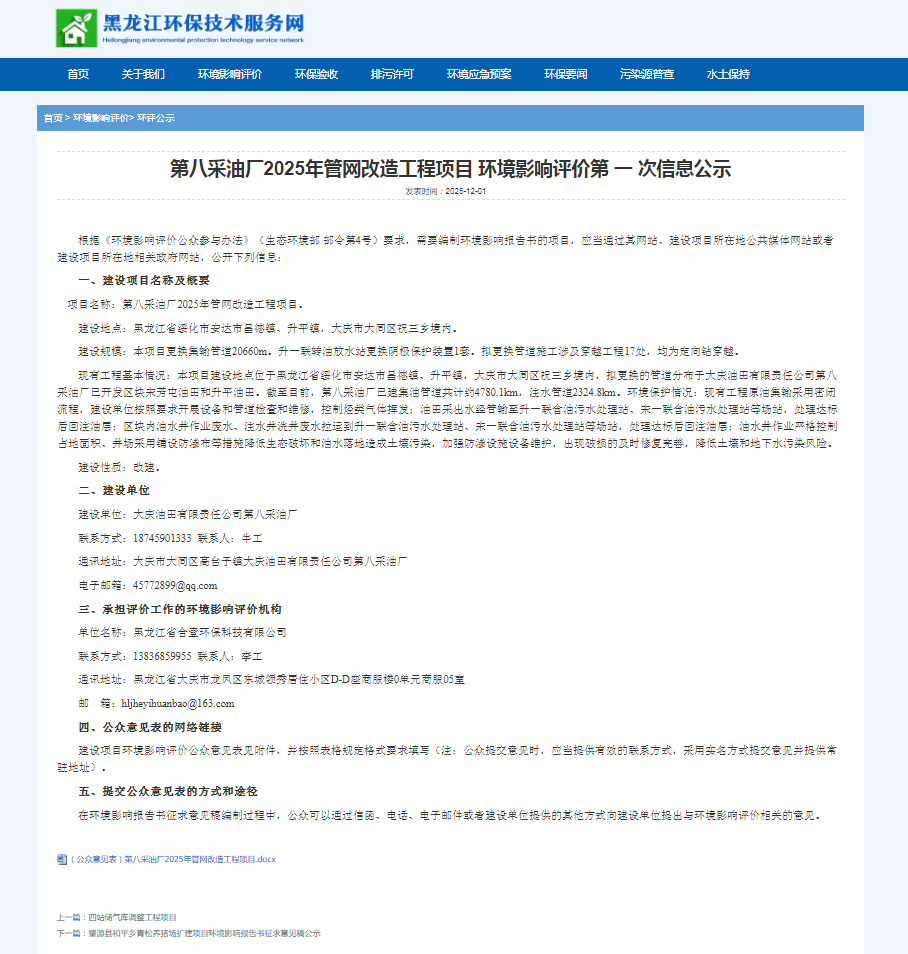 黑龙江环保技术服务网
Heilongjiang environmental protection technology service network
首页 关于我们 环境影响评价 环保验收 排污许可 环境应急预案 环保要闻 污染源普查 水土保持
首页 > 环境影响评价> 环评公示
第八采油厂2025年管网改造工程项目 环境影响评价第 一 次信息公示
发表时间：2025-12-01
根据《环境影响评价公众参与办法》（生态环境部 部令第4号）要求，需要编制环境影响报告书的项目，应当通过其网站、建设项目所在地公共媒体网站或者
建设项目所在地相关政府网站，公开下列信息：
一、建设项目名称及概要
项目名称：第八采油厂2025年管网改造工程项目。
建设地点：黑龙江省绥化市安达市昌德镇、升平镇，大庆市大同区祝三乡境内。
建设规模：本项目更换集输管道20660m。升一联转油放水站更换阴极保护装置1套。拟更换管道施工涉及穿越工程17处，均为定向钻穿越。
现有工程基本情况：本项目建设地点位于黑龙江省绥化市安达市昌德镇、升平镇，大庆市大同区祝三乡境内，拟更换的管道分布于大庆油田有限责任公司第八
采油厂已开发区块宋芳屯油田和升平油田。截至目前，第八采油厂已建集油管道共计约4780.1km，注水管道2324.8km。环境保护情况：现有工程原油集输采用密闭
流程，建设单位按照要求开展设备和管道检查和维修，控制烃类气体挥发；油田采出水经管输至升一联含油污水处理站、宋一联含油污水处理站等场站，处理达标
后回注油层；区块内油水井作业废水、注水井洗井废水拉运到升一联含油污水处理站、宋一联含油污水处理站等场站，处理达标后回注油层；油水井作业严格控制
占地面积、井场采用铺设防渗布等措施降低生态破坏和油水落地造成土壤污染，加强防渗设施设备维护，出现破损的及时修复完善，降低土壤和地下水污染风险。
建设性质：改建。
二、建设单位
建设单位：大庆油田有限责任公司第八采油厂
联系方式：18745901333 联系人：牛工
通讯地址：大庆市大同区高台子镇大庆油田有限责任公司第八采油厂
电子邮箱：45772899@qq.com
三、承担评价工作的环境影响评价机构
单位名称：黑龙江省合壹环保科技有限公司
联系方式：13836859955 联系人：李工
通讯地址：黑龙江省大庆市龙凤区东城领秀居住小区D-D座商服楼0单元商服05室
邮 箱：hljheyihuanbao@163.com
四、公众意见表的网络链接
建设项目环境影响评价公众意见表见附件，并按照表格规定格式要求填写（注：公众提交意见时，应当提供有效的联系方式，采用实名方式提交意见并提供常
驻地址）。
五、提交公众意见表的方式和途径
在环境影响报告书征求意见稿编制过程中，公众可以通过信函、电话、电子邮件或者建设单位提供的其他方式向建设单位提出与环境影响评价相关的意见。
（公众意见表）第八采油厂2025年管网改造工程项目.docx
上一篇：四站储气库调整工程项目
下一篇：肇源县和平乡青松养猪场扩建项目环境影响报告书征求意见稿公示